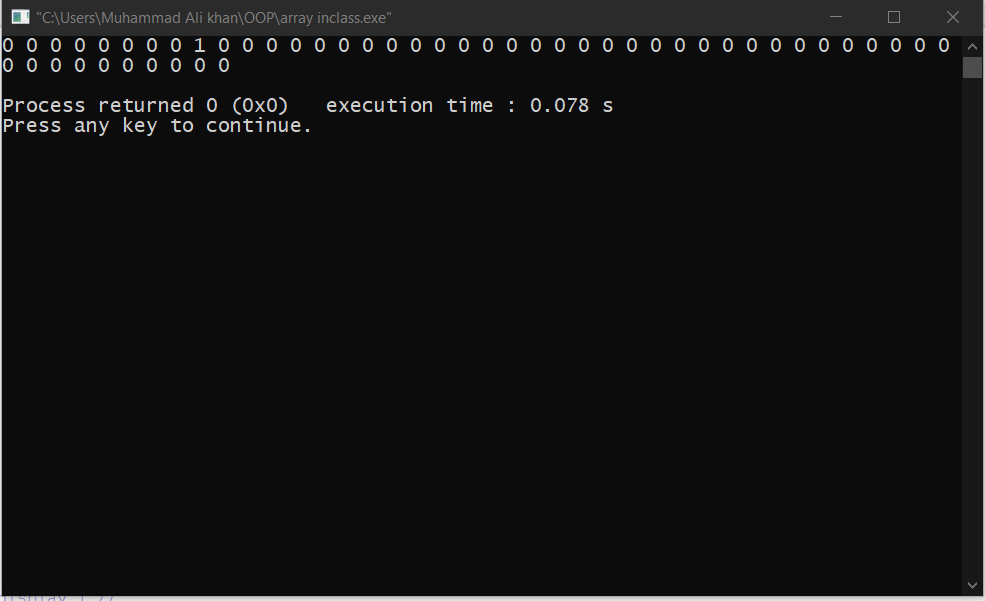 "C:\Users\Muhammad Ali khan\OOP\array inclass.exe"
0 0 0 0 0 0 0 0 1 0 0 0 0 0 0 0 0 0 0 0 0 0 0 0 0 0 0 0 0 0 0 0 0 0 0 0 0 0 0 0
0 0 0 0 0 0 0 0 0 0
Process returned 0 (0x0)   execution time : 0.078 s
Press any key to continue.